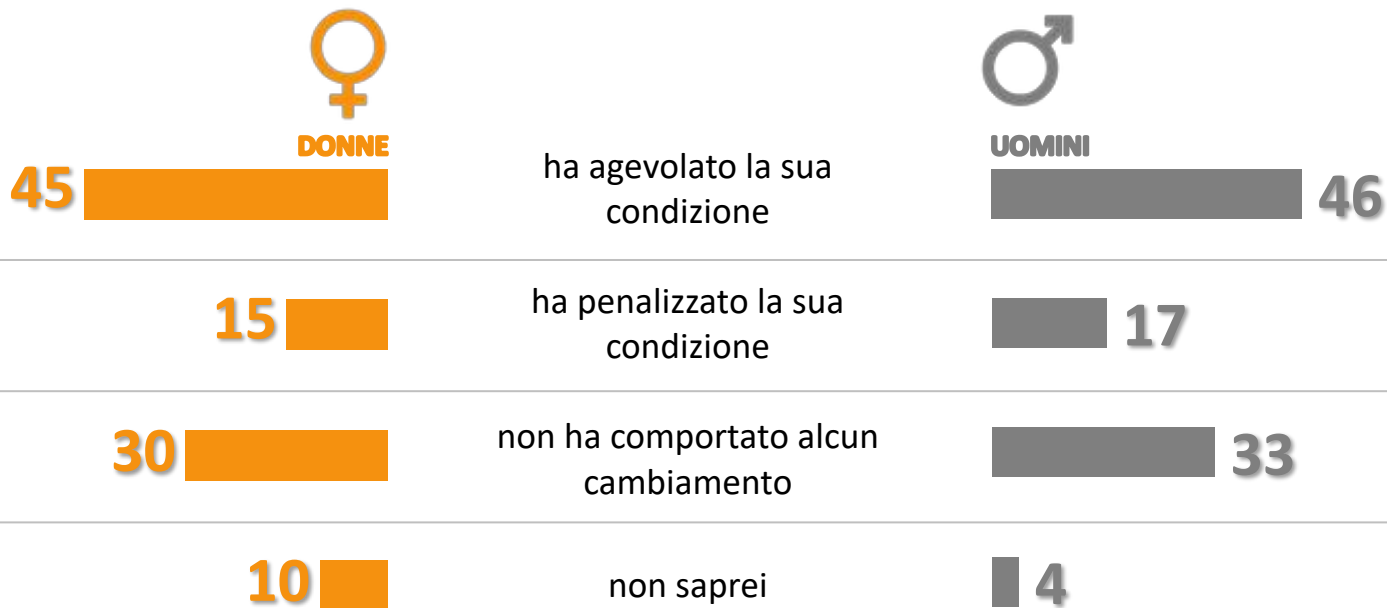 DONNE
UOMINI
45
ha agevolato la sua
condizione
46
15
ha penalizzato la sua
condizione
17
30
non ha comportato alcun
cambiamento
33
10
non saprei
4